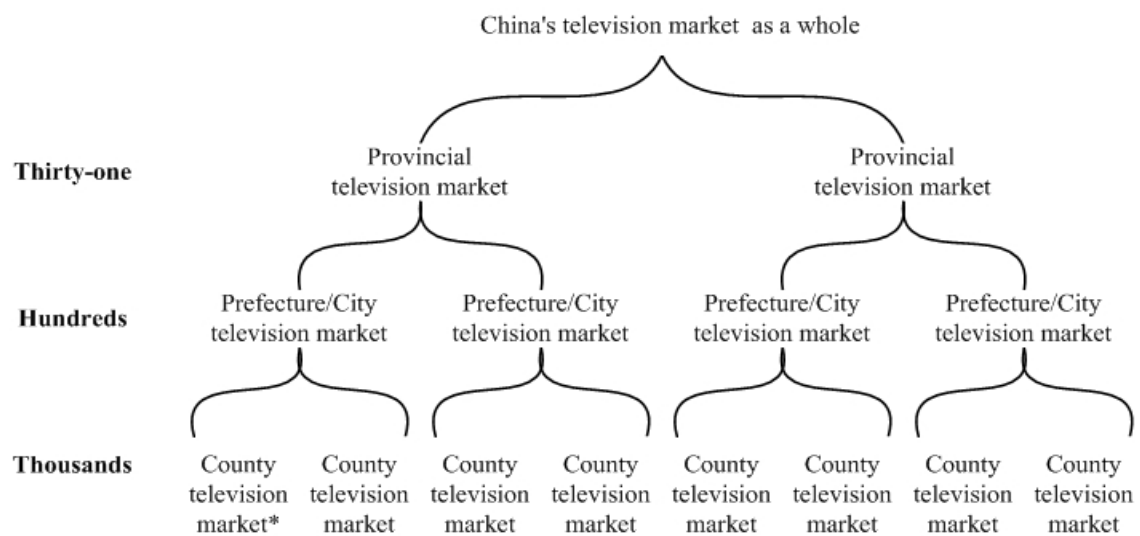 China's television market as a whole
Thirty-one
Provincial
television market
Provincial
television market
Hundreds
Prefecture/City
television market
Prefecture/City
television market
Prefecture/City
television market
Prefecture/City
television market
Thousands
County
television
market*
County
television
market
County
television
market
County
television
market
County
television
market
County
television
market
County
television
market
County
television
market